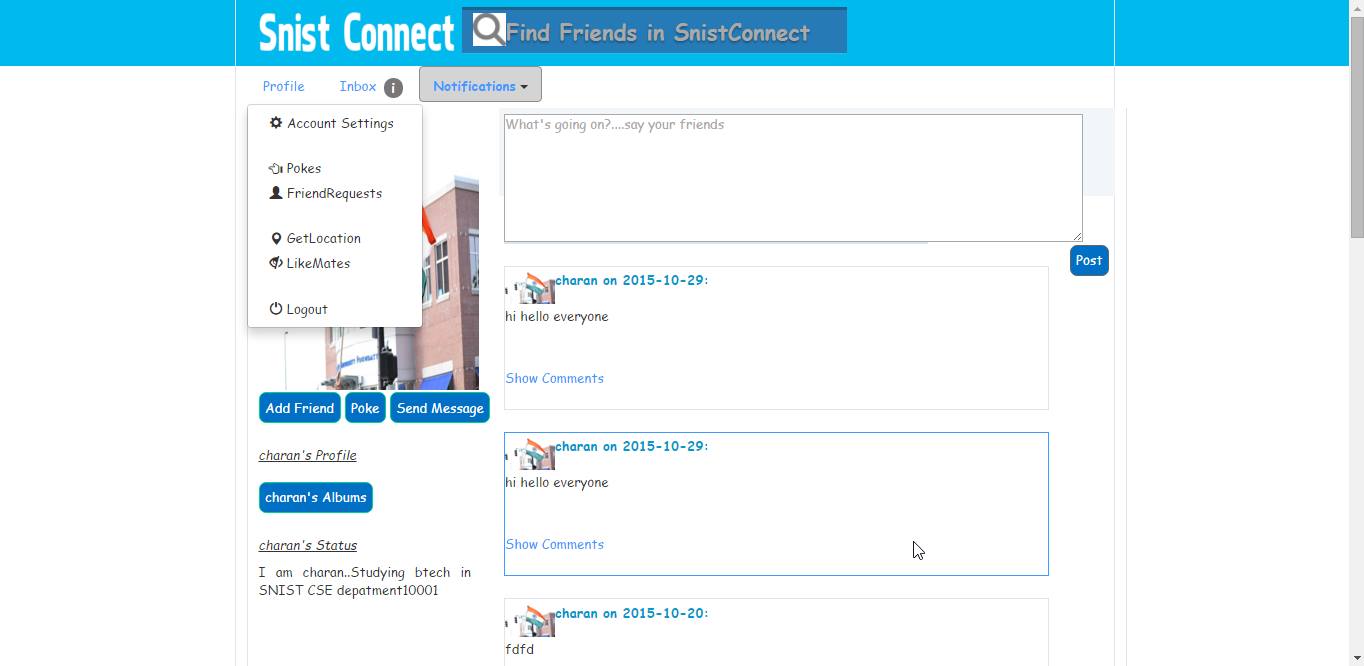 Snist Connect
Find Friends in SnistConnect
Profile Inbox i Notifications
Account Settings
Pokes
FriendRequests
GetLocation
LikeMates
Logout
Add Friend Poke Send Message
charan's Profile
charan's Albums
charan's Status
I am charan..Studying btech in
SNIST CSE depatment10001
What's going on?....say your friends
Post
charan on 2015-10-29:
hi hello everyone
Show Comments
charan on 2015-10-29:
hi hello everyone
Show Comments
charan on 2015-10-20:
fdfd